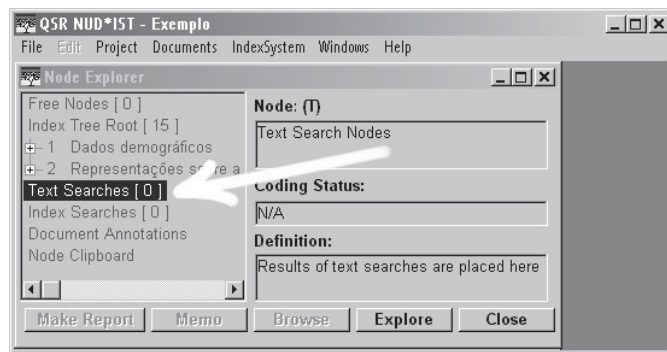 QSR NUD*IST - Exemplo
File Edit Project Documents IndexSystem Windows Help
Node Explorer
Free Nodes [ 0 ]
Index Tree Root [ 15 ]
1 Dados demográficos
2 Representações sobre a
Text Searches [ 0 ]
Index Searches [ 0 ]
Document Annotations
Node Clipboard
Node: (T)
Text Search Nodes
Coding Status:
N/A
Definition:
Results of text searches are placed here
Make Report Memo Browse Explore Close